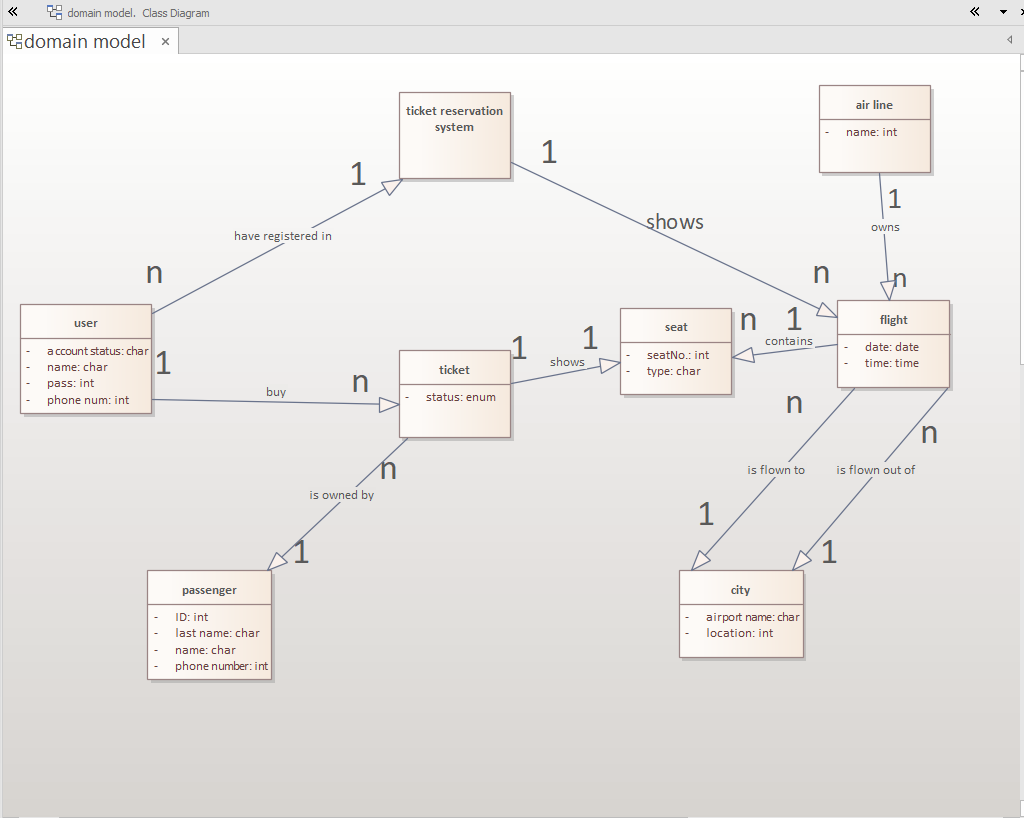 domain model. Class Diagram
domain model
ticket reservation
system
air line
- name: int
1
1
1
shows
owns
have registered in
n
n
n
user
- account status: char
- name: char
- pass: int
- phone num: int
1
buy
n
ticket
- status: enum
1
shows
1
seat
- seatNo.: int
- type: char
n
1
contains
flight
- date: date
- time: time
n
n
n
is owned by
1
is flown to
is flown out of
1
1
passenger
- ID: int
- last name: char
- name: char
- phone number: int
city
- airport name: char
- location: int